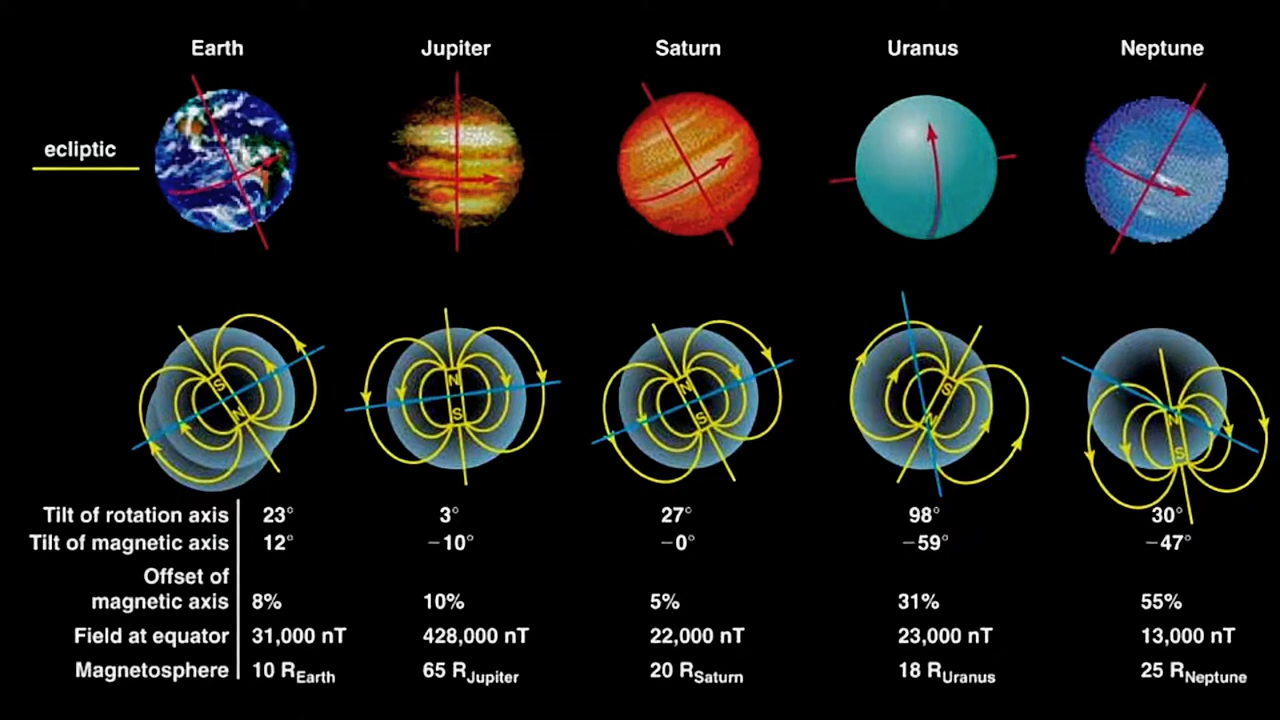 Earth Jupiter Saturn Uranus Neptune
ecliptic
S N N S N S S N N S
Tilt of rotation axis 23° 3° 27° 98° 30°
Tilt of magnetic axis 12° −10° −0° −59° −47°
Offset of
magnetic axis 8% 10% 5% 31% 55%
Field at equator 31,000 nT 428,000 nT 22,000 nT 23,000 nT 13,000 nT
Magnetosphere 10 REarth 65 RJupiter 20 RSaturn 18 RUranus 25 RNeptune